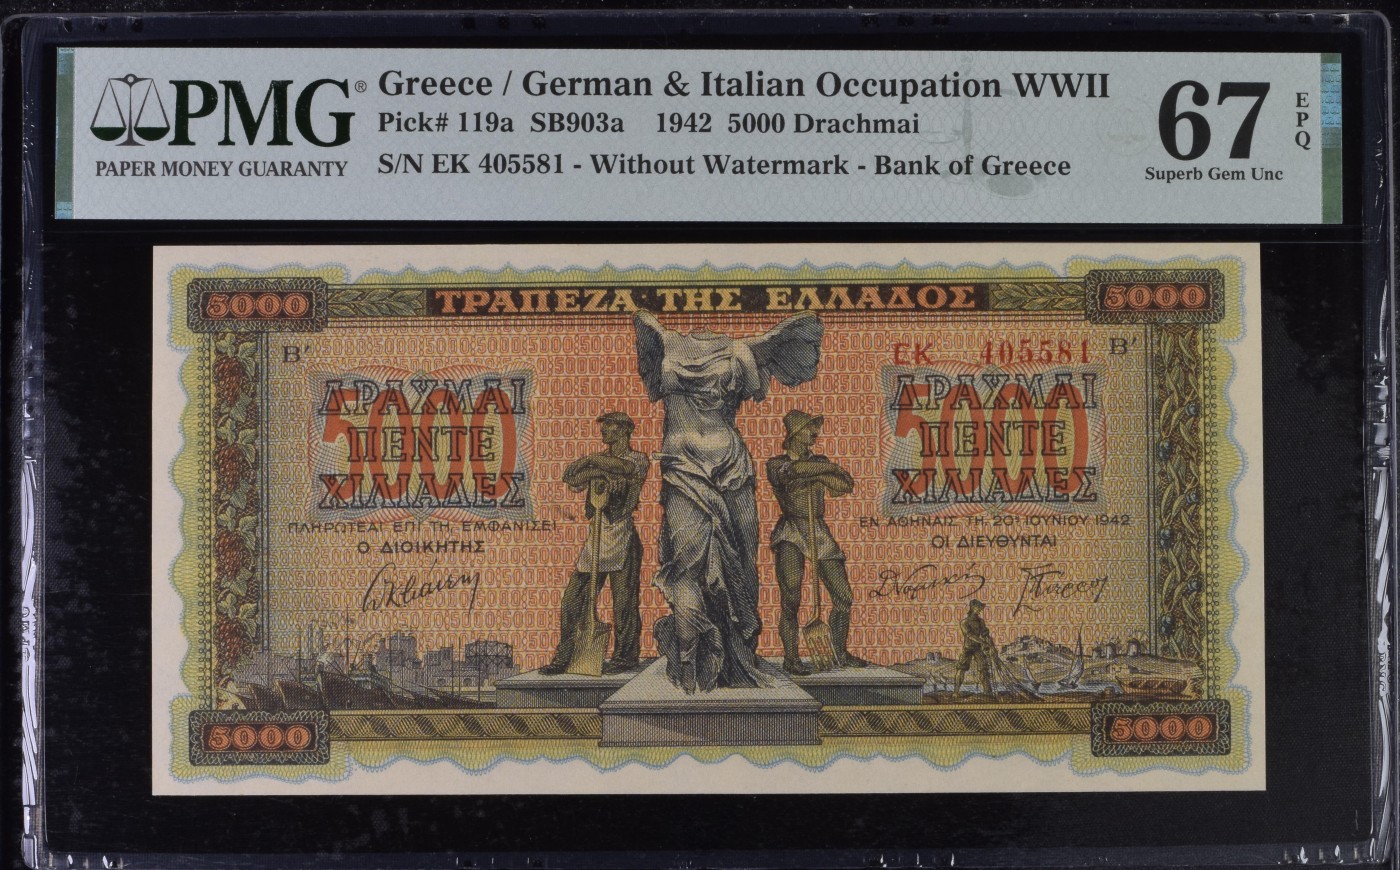 PMG®
PAPER MONEY GUARANTY
Greece / German & Italian Occupation WWII
Pick# 119a SB903a 1942 5000 Drachmai
S/N EK 405581 - Without Watermark - Bank of Greece
67
EPQ
Superb Gem Unc
5000
ΤΡΑΠΕΖΑ ΤΗΣ ΕΛΛΑΔΟΣ
5000
Β'
ΕΚ 405581 Β'
5000
ΔΡΑΧΜΑΙ
ΠΕΝΤΕ
ΧΙΛΙΑΔΕΣ
5000
ΔΡΑΧΜΑΙ
ΠΕΝΤΕ
ΧΙΛΙΑΔΕΣ
ΠΛΗΡΩΤΕΑΙ ΕΠΙ ΤΗ, ΕΜΦΑΝΙΣΕΙ
Ο ΔΙΟΙΚΗΤΗΣ
ΕΝ ΑΘΗΝΑΙΣ ΤΗ, 20ῃ ΙΟΥΝΙΟΥ 1942
ΟΙ ΔΙΕΥΘΥΝΤΑΙ
5000
5000